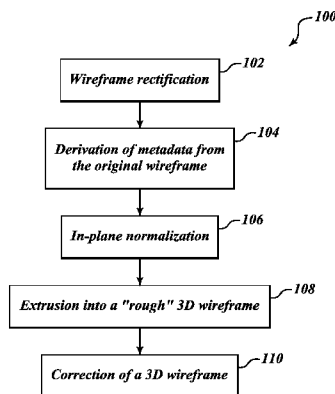 100
Wireframe rectification
102
Derivation of metadata from
the original wireframe
104
In-plane normalization
106
Extrusion into a "rough" 3D wireframe
108
Correction of a 3D wireframe
110